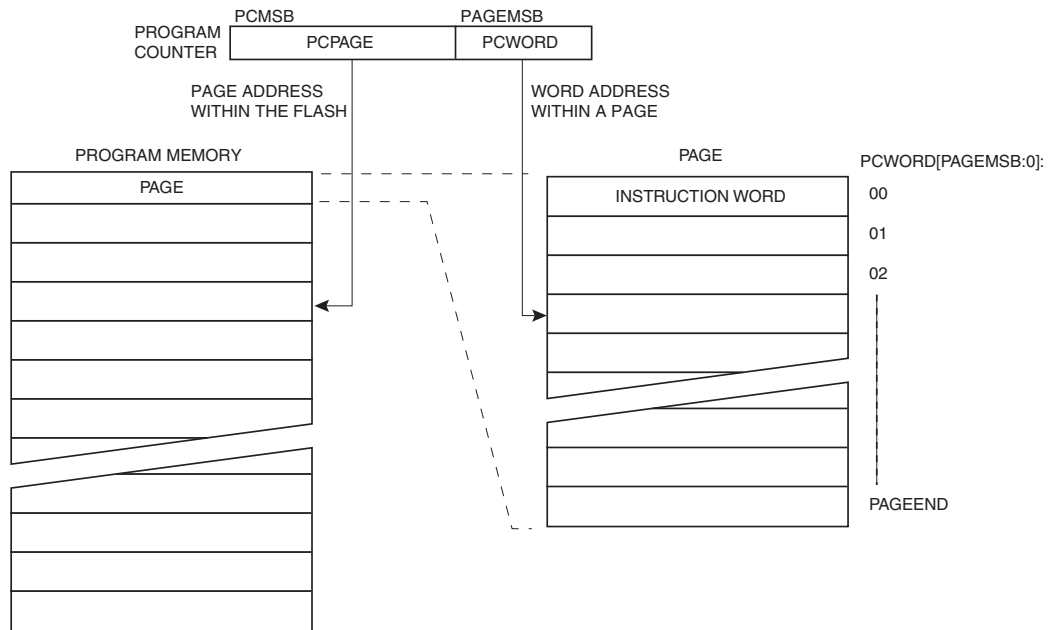 PCMSB
PAGEMSB
PROGRAM
COUNTER
PCPAGE
PCWORD
PAGE ADDRESS
WITHIN THE FLASH
WORD ADDRESS
WITHIN A PAGE
PROGRAM MEMORY
PAGE
PAGE
INSTRUCTION WORD
PCWORD[PAGEMSB:0]:
00
01
02
PAGEEND